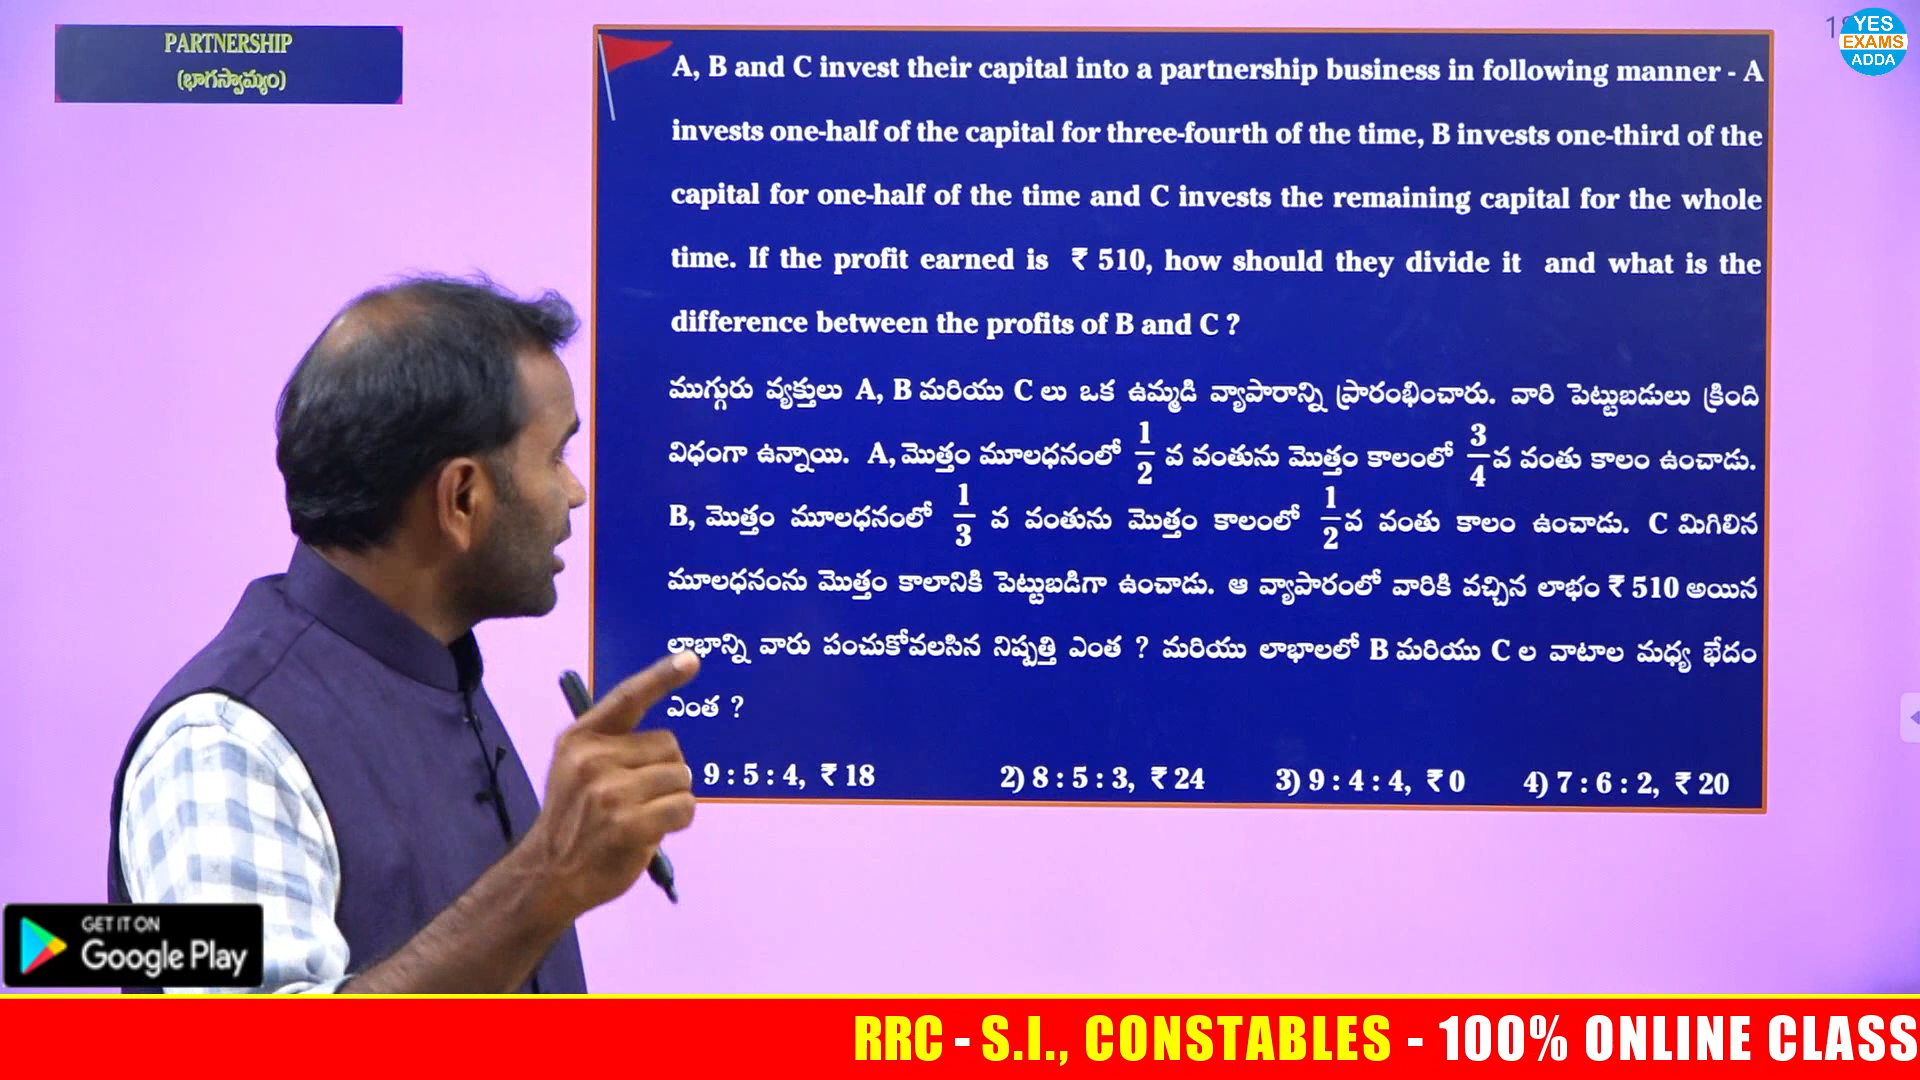 PARTNERSHIP
(భాగస్వామ్యం)
YES
EXAMS
ADDA
A, B and C invest their capital into a partnership business in following manner - A
invests one-half of the capital for three-fourth of the time, B invests one-third of the
capital for one-half of the time and C invests the remaining capital for the whole
time. If the profit earned is ₹ 510, how should they divide it and what is the
difference between the profits of B and C ?
ముగ్గురు వ్యక్తులు A, B మరియు C లు ఒక ఉమ్మడి వ్యాపారాన్ని ప్రారంభించారు. వారి పెట్టుబడులు క్రింది
విధంగా ఉన్నాయి. A, మొత్తం మూలధనంలో 1/2 వ వంతును మొత్తం కాలంలో 3/4 వ వంతు కాలం ఉంచాడు.
B, మొత్తం మూలధనంలో 1/3 వ వంతును మొత్తం కాలంలో 1/2 వ వంతు కాలం ఉంచాడు. C మిగిలిన
మూలధనంను మొత్తం కాలానికి పెట్టుబడిగా ఉంచాడు. ఆ వ్యాపారంలో వారికి వచ్చిన లాభం ₹ 510 అయిన
లాభాన్ని వారు పంచుకోవలసిన నిష్పత్తి ఎంత ? మరియు లాభాలలో B మరియు C ల వాటాల మధ్య భేదం
ఎంత ?
) 9 : 5 : 4, ₹ 18 2) 8 : 5 : 3, ₹ 24 3) 9 : 4 : 4, ₹ 0 4) 7 : 6 : 2, ₹ 20
GET IT ON
Google Play
RRC - S.I., CONSTABLES - 100% ONLINE CLASS